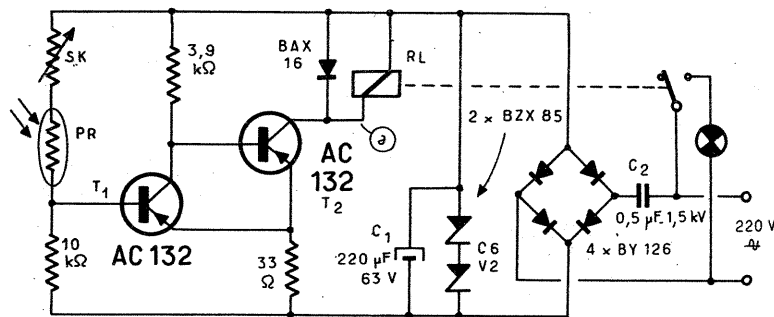 SK
3,9
kΩ
BAX
16
RL
PR
2 x BZX 85
a
AC
132
T2
T1
C2
0,5 µF 1,5 kV
220 V
10
kΩ
AC 132
33
Ω
C1
220 µF
63 V
C6
V2
4 x BY 126